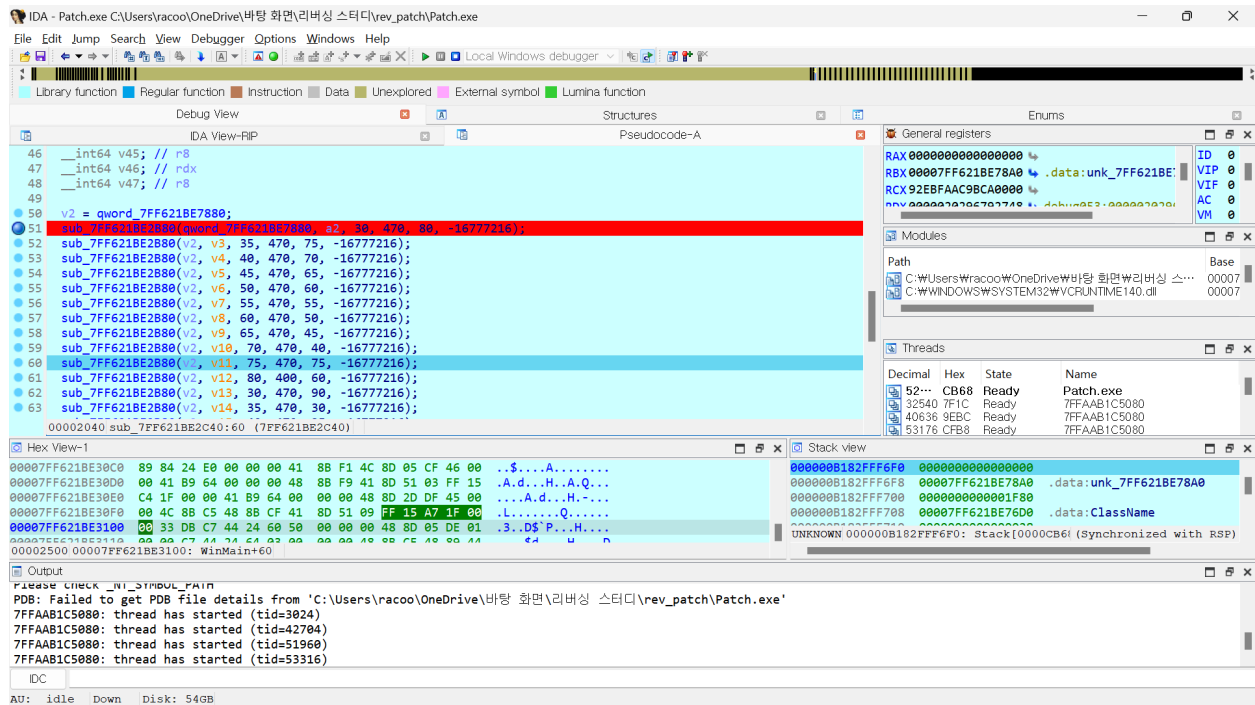 IDA - Patch.exe C:\Users\racoo\OneDrive\바탕 화면\리버싱 스터디\rev_patch\Patch.exe
File Edit Jump Search View Debugger Options Windows Help
Local Windows debugger
Library function Regular function Instruction Data Unexplored External symbol Lumina function
Debug View Structures Enums
IDA View-RIP Pseudocode-A
46 __int64 v45; // r8
47 __int64 v46; // rdx
48 __int64 v47; // r8
49
50 v2 = qword_7FF621BE7880;
51 sub_7FF621BE2B80(qword_7FF621BE7880, a2, 30, 470, 80, -16777216);
52 sub_7FF621BE2B80(v2, v3, 35, 470, 75, -16777216);
53 sub_7FF621BE2B80(v2, v4, 40, 470, 70, -16777216);
54 sub_7FF621BE2B80(v2, v5, 45, 470, 65, -16777216);
55 sub_7FF621BE2B80(v2, v6, 50, 470, 60, -16777216);
56 sub_7FF621BE2B80(v2, v7, 55, 470, 55, -16777216);
57 sub_7FF621BE2B80(v2, v8, 60, 470, 50, -16777216);
58 sub_7FF621BE2B80(v2, v9, 65, 470, 45, -16777216);
59 sub_7FF621BE2B80(v2, v10, 70, 470, 40, -16777216);
60 sub_7FF621BE2B80(v2, v11, 75, 470, 75, -16777216);
61 sub_7FF621BE2B80(v2, v12, 80, 400, 60, -16777216);
62 sub_7FF621BE2B80(v2, v13, 30, 470, 90, -16777216);
63 sub_7FF621BE2B80(v2, v14, 35, 470, 30, -16777216);
00002040 sub_7FF621BE2C40:60 (7FF621BE2C40)
General registers
RAX 0000000000000000
RBX 00007FF621BE78A0 .data:unk_7FF621BE
RCX 92EBFAAC9BCA0000
ID 0
VIP 0
VIF 0
AC 0
VM 0
Modules
Path Base
C:₩Users₩racoo₩OneDrive₩바탕 화면₩리버싱 스… 00007
C:₩WINDOWS₩SYSTEM32₩VCRUNTIME140.dll 00007
Threads
Decimal Hex State Name
52… CB68 Ready Patch.exe
32540 7F1C Ready 7FFAAB1C5080
40636 9EBC Ready 7FFAAB1C5080
53176 CFB8 Ready 7FFAAB1C5080
Hex View-1
00007FF621BE30C0 89 84 24 E0 00 00 00 41 8B F1 4C 8D 05 CF 46 00 ..$....A........
00007FF621BE30D0 00 41 B9 64 00 00 00 48 8B F9 41 8D 51 03 FF 15 .A.d...H..A.Q...
00007FF621BE30E0 C4 1F 00 00 41 B9 64 00 00 00 48 8D 2D DF 45 00 ....A.d...H.-...
00007FF621BE30F0 00 4C 8B C5 48 8B CF 41 8D 51 09 FF 15 A7 1F 00 .L.......Q......
00007FF621BE3100 00 33 DB C7 44 24 60 50 00 00 00 48 8D 05 DE 01 .3..D$`P...H....
00002500 00007FF621BE3100: WinMain+60
Stack view
000000B182FFF6F0 0000000000000000
000000B182FFF6F8 00007FF621BE78A0 .data:unk_7FF621BE78A0
000000B182FFF700 0000000000001F80
000000B182FFF708 00007FF621BE76D0 .data:ClassName
UNKNOWN 000000B182FFF6F0: Stack[0000CB6 (Synchronized with RSP)
Output
Please check _NT_SYMBOL_PATH
PDB: Failed to get PDB file details from 'C:\Users\racoo\OneDrive\바탕 화면\리버싱 스터디\rev_patch\Patch.exe'
7FFAAB1C5080: thread has started (tid=3024)
7FFAAB1C5080: thread has started (tid=42704)
7FFAAB1C5080: thread has started (tid=51960)
7FFAAB1C5080: thread has started (tid=53316)
IDC
AU: idle Down Disk: 54GB